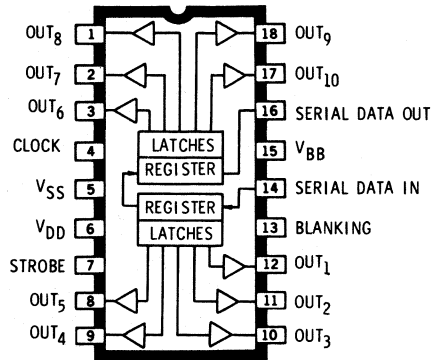 OUT8 1 18 OUT9
OUT7 2 17 OUT10
OUT6 3 16 SERIAL DATA OUT
CLOCK 4 LATCHES 15 VBB
REGISTER
VSS 5 14 SERIAL DATA IN
REGISTER
VDD 6 LATCHES 13 BLANKING
STROBE 7 12 OUT1
OUT5 8 11 OUT2
OUT4 9 10 OUT3